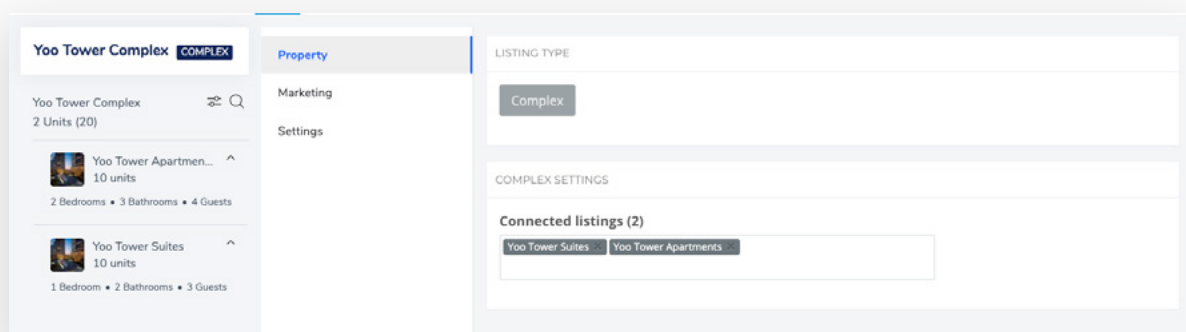 Yoo Tower Complex COMPLEX
Yoo Tower Complex
2 Units (20)
Yoo Tower Apartmen...
10 units
2 Bedrooms • 3 Bathrooms • 4 Guests
Yoo Tower Suites
10 units
1 Bedroom • 2 Bathrooms • 3 Guests
Property
Marketing
Settings
LISTING TYPE
Complex
COMPLEX SETTINGS
Connected listings (2)
Yoo Tower Suites × Yoo Tower Apartments ×